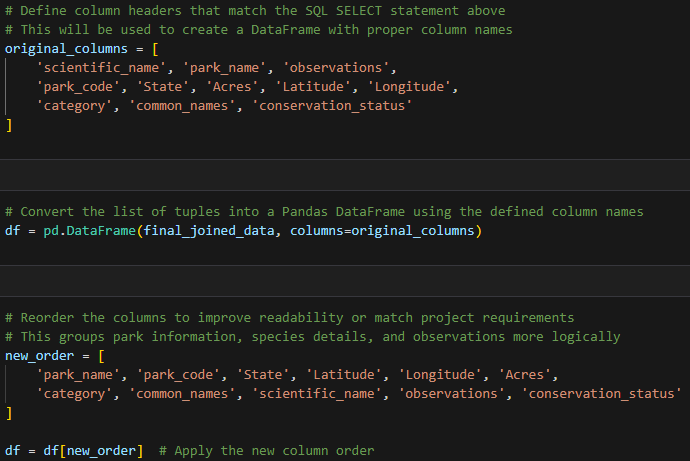 # Define column headers that match the SQL SELECT statement above
# This will be used to create a DataFrame with proper column names
original_columns = [
    'scientific_name', 'park_name', 'observations',
    'park_code', 'State', 'Acres', 'Latitude', 'Longitude',
    'category', 'common_names', 'conservation_status'
]
# Convert the list of tuples into a Pandas DataFrame using the defined column names
df = pd.DataFrame(final_joined_data, columns=original_columns)
# Reorder the columns to improve readability or match project requirements
# This groups park information, species details, and observations more logically
new_order = [
    'park_name', 'park_code', 'State', 'Latitude', 'Longitude', 'Acres',
    'category', 'common_names', 'scientific_name', 'observations', 'conservation_status'
]
df = df[new_order]  # Apply the new column order